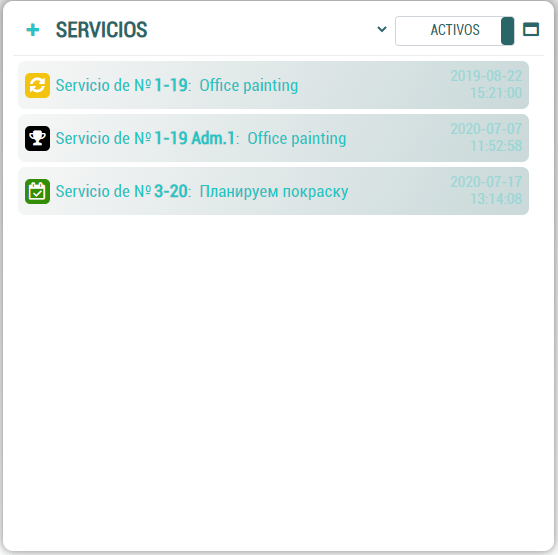 SERVICIOS
ACTIVOS
Servicio de Nº 1-19: Office painting
2019-08-22
15:21:00
Servicio de Nº 1-19 Adm.1: Office painting
2020-07-07
11:52:58
Servicio de Nº 3-20: Планируем покраску
2020-07-17
13:14:08